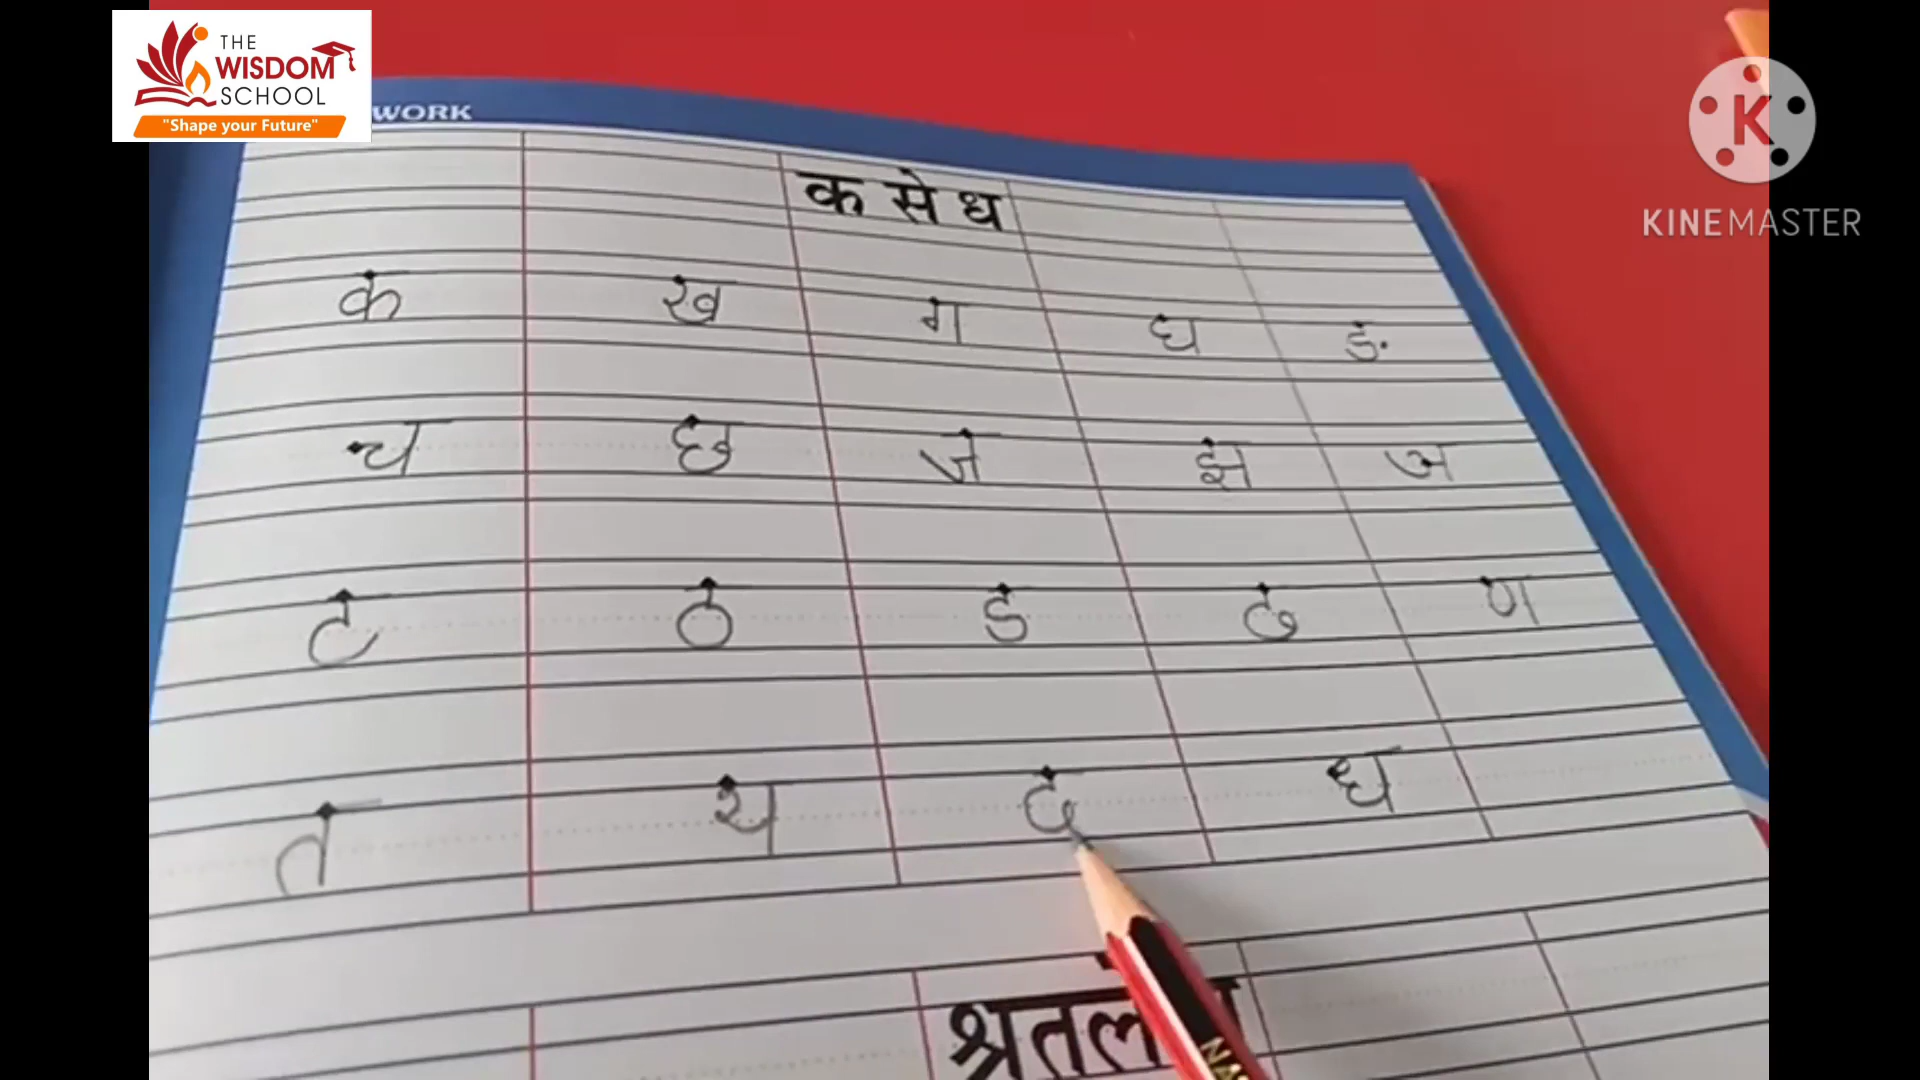 THE
WISDOM
SCHOOL
"Shape your Future"
WORK
K
KINEMASTER
क से ध
क ख ग घ ङ
च छ ज झ ञ
ट ठ ड ढ ण
त थ द ध